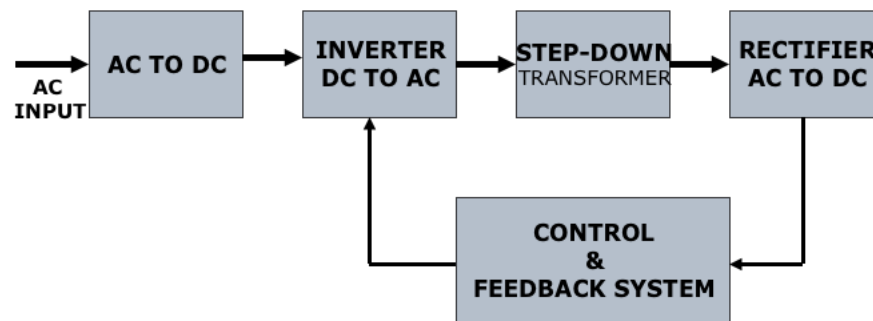 AC
INPUT
AC TO DC
INVERTER
DC TO AC
STEP-DOWN
TRANSFORMER
RECTIFIER
AC TO DC
CONTROL
&
FEEDBACK SYSTEM